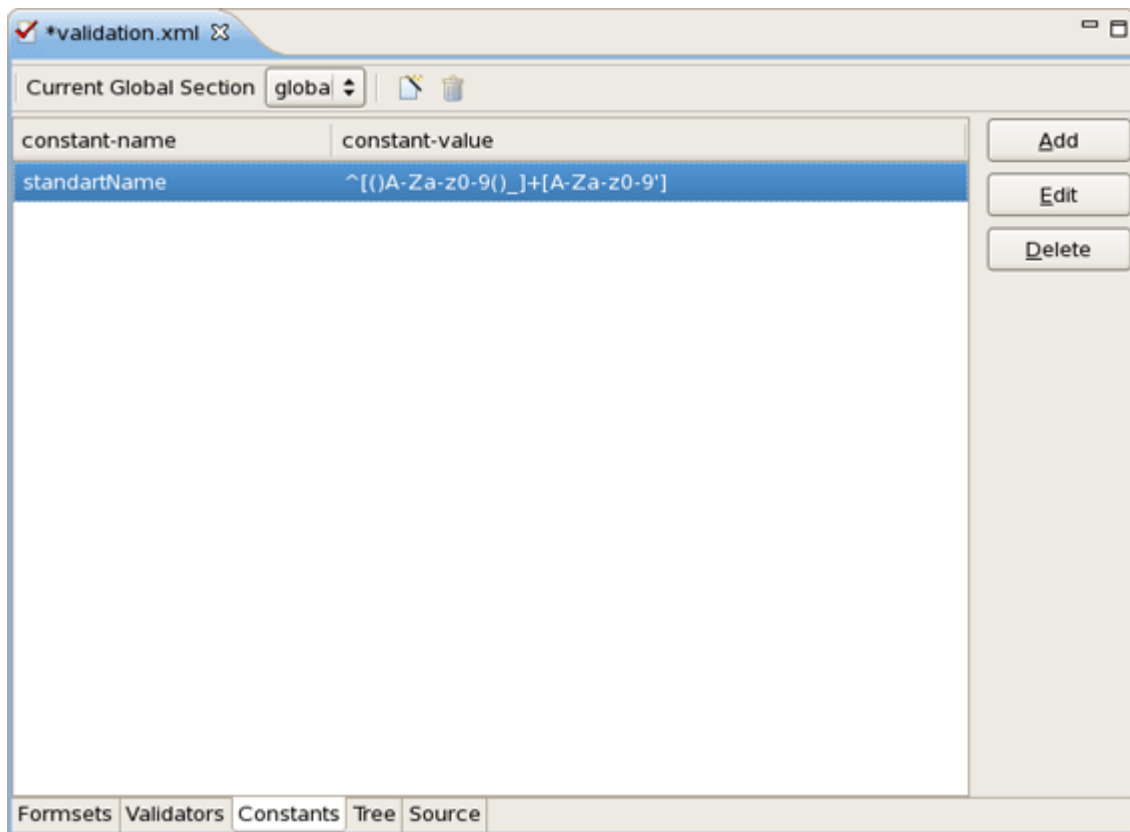 *validation.xml
Current Global Section globa
constant-name constant-value Add
standartName ^[()A-Za-z0-9()_]+[A-Za-z0-9']
Edit
Delete
Formsets Validators Constants Tree Source